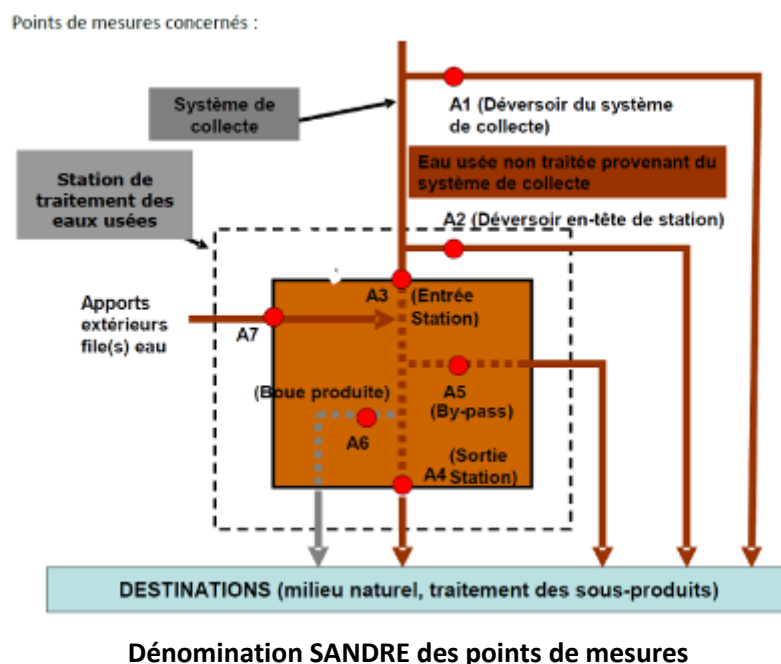 Points de mesures concernés :
Système de
collecte
A1 (Déversoir du système
de collecte)
Eau usée non traitée provenant du
système de collecte
Station de
traitement des
eaux usées
A2 (Déversoir en-tête de station)
A3 (Entrée
Station)
Apports
extérieurs
file(s) eau
A7
(Boue produite)
A5
(By-pass)
A6
(Sortie
A4 Station)
DESTINATIONS (milieu naturel, traitement des sous-produits)
Dénomination SANDRE des points de mesures